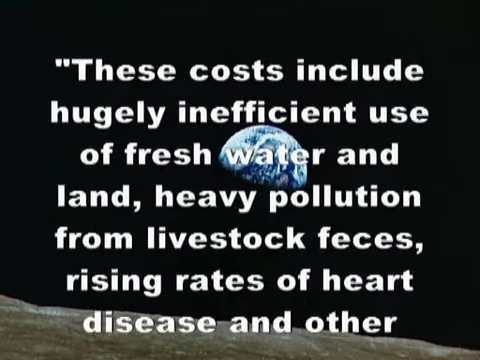 "These costs include
hugely inefficient use
of fresh water and
land, heavy pollution
from livestock feces,
rising rates of heart
disease and other